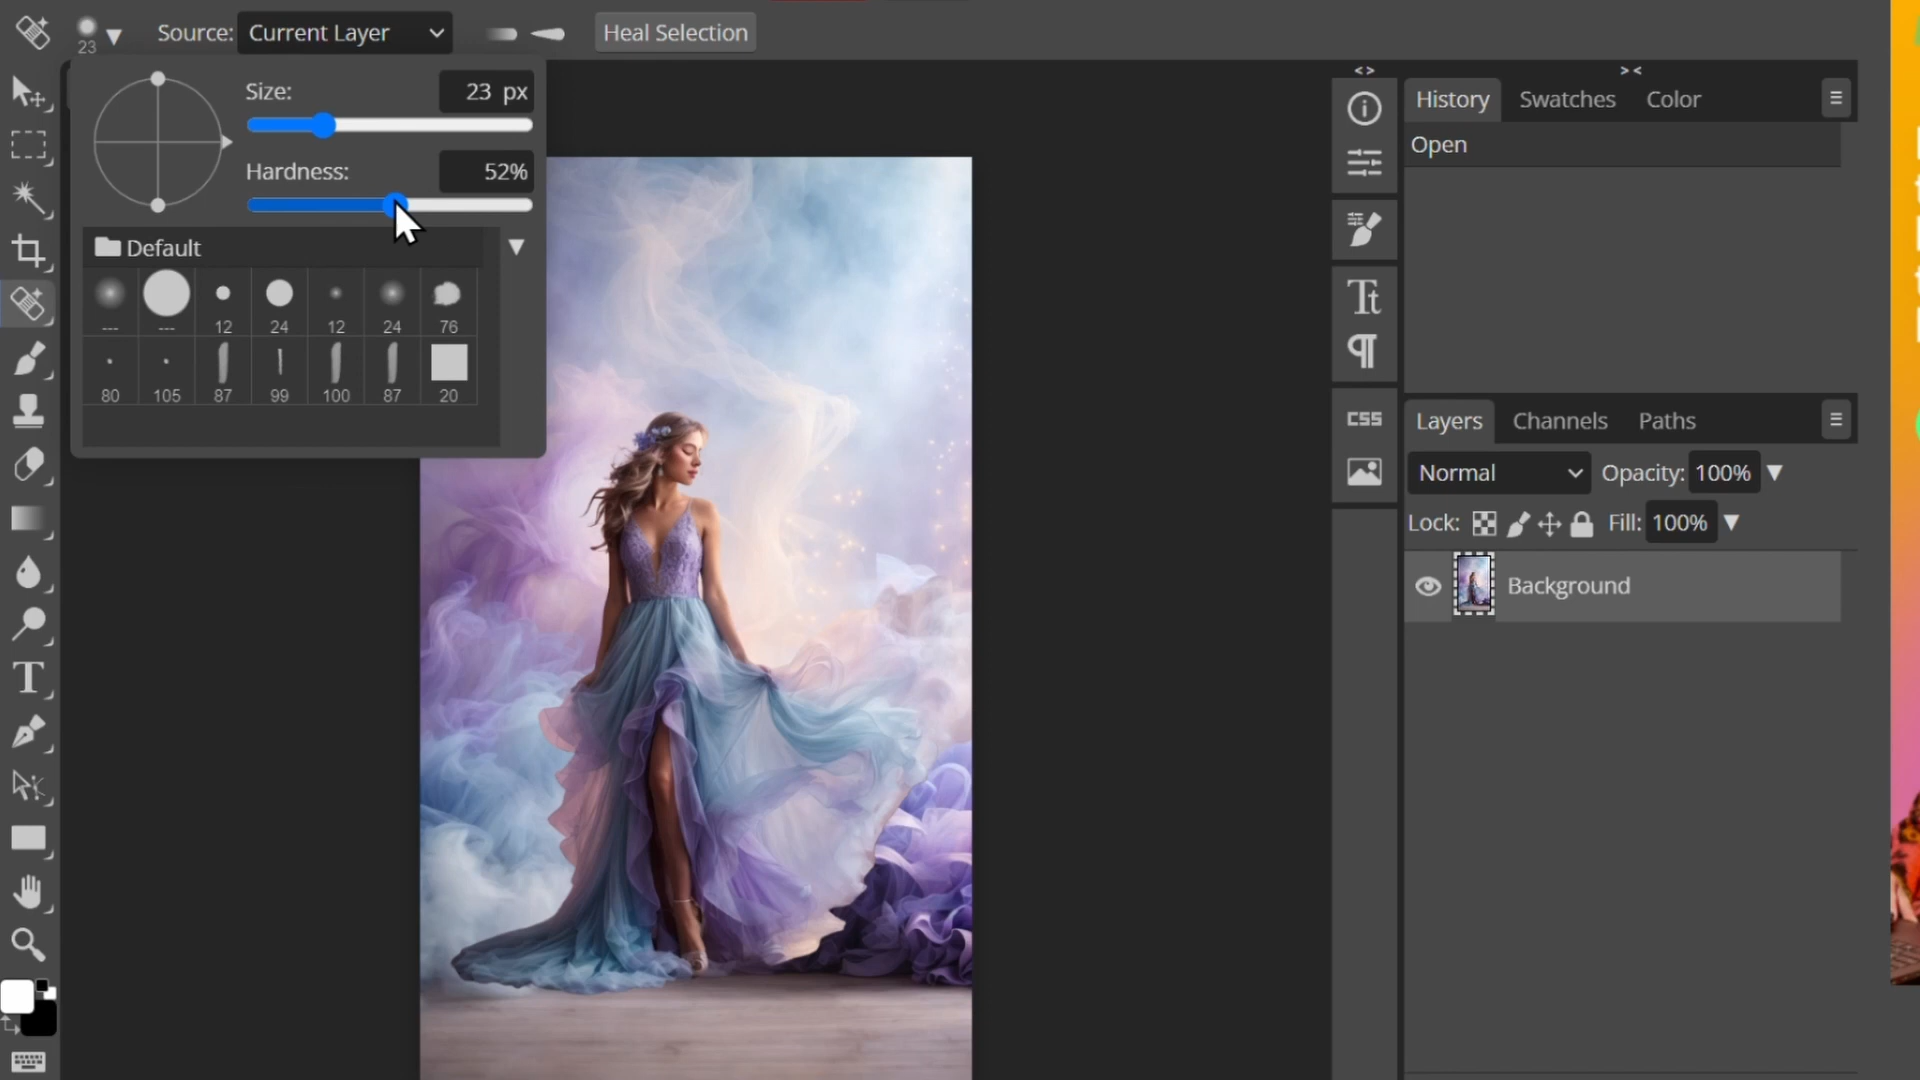 23
Source: Current Layer
Heal Selection
Size: 23 px
Hardness: 52%
Default
--- --- 12 24 12 24 76
80 105 87 99 100 87 20
T
< >
> <
History Swatches Color
Open
Tt
¶
CSS
Layers Channels Paths
Normal Opacity: 100%
Lock: Fill: 100%
Background